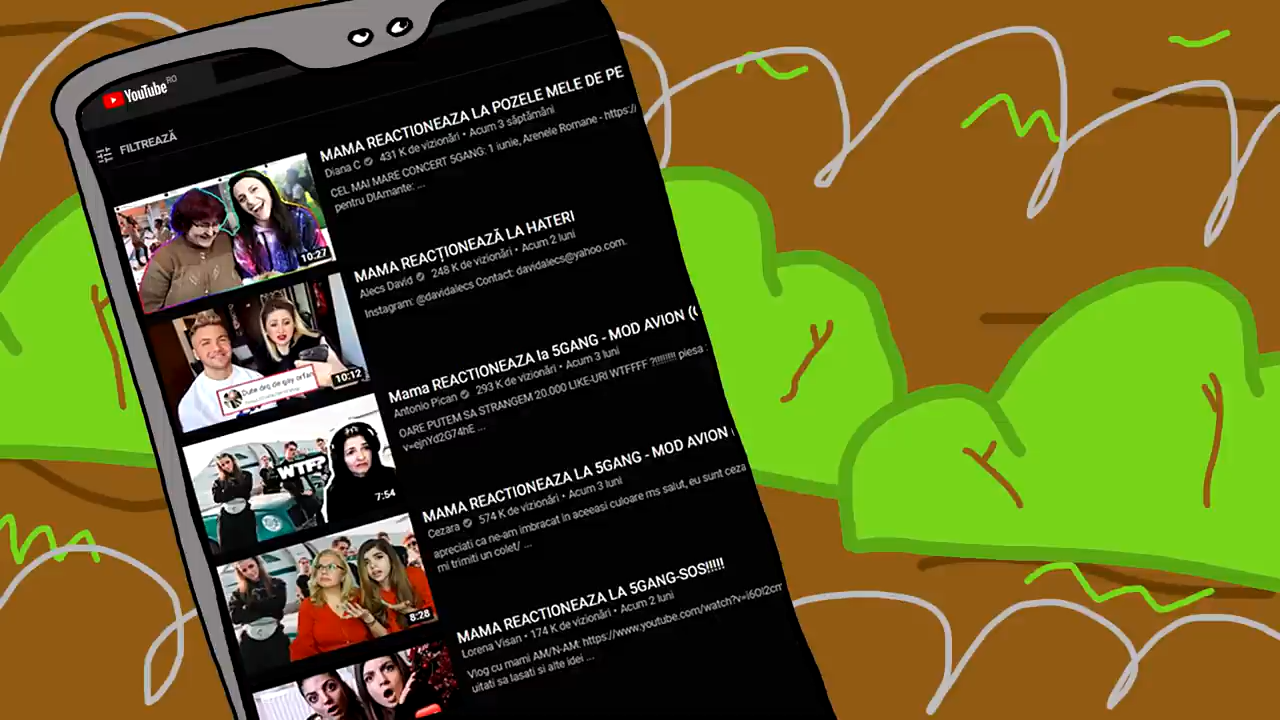 YouTube RO
FILTREAZĂ
MAMA REACTIONEAZA LA POZELE MELE DE PE
Diana C 431 K de vizionări • Acum 3 săptămâni
CEL MAI MARE CONCERT 5GANG: 1 iunie, Arenele Romane - https:/
pentru DIAmante: ...
10:27
MAMA REACȚIONEAZĂ LA HATERI
Alecs David 248 K de vizionări • Acum 2 luni
Instagram: @davidalecs Contact: davidalecs@yahoo.com.
Dute drq de gay orfan
10:12
Mama REACTIONEAZA la 5GANG - MOD AVION (
Antonio Pican 293 K de vizionări • Acum 3 luni
OARE PUTEM SA STRANGEM 20.000 LIKE-URI WTFFFF ?!!!!!!! piesa :
v=ejnYd2G74hE ...
WTF?
7:54
MAMA REACTIONEAZA LA 5GANG - MOD AVION
Cezara 574 K de vizionări • Acum 3 luni
apreciati ca ne-am imbracat in aceeasi culoare ms salut, eu sunt ceza
mi trimiti un colet/ ...
8:28
MAMA REACTIONEAZA LA 5GANG-SOS!!!!!
Lorena Visan • 174 K de vizionări • Acum 2 luni
Vlog cu mami AM/N-AM: https://www.youtube.com/watch?v=i6OI2cm
uitati sa lasati si alte idei ...